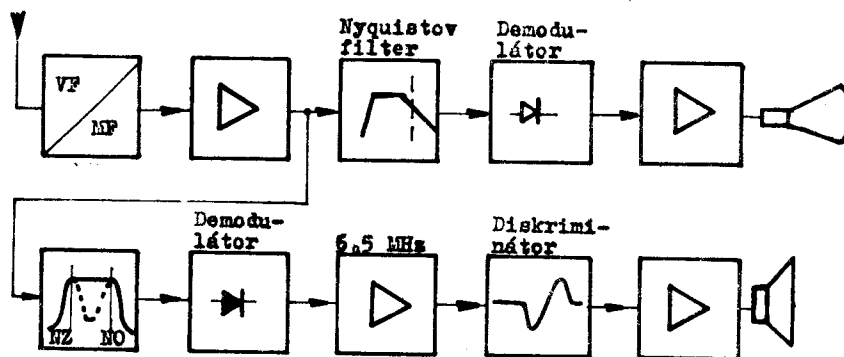 Nyquistov
filter
Demodu-
látor
VF
MF
Demodu-
látor
6,5 MHz
Diskrimi-
nátor
NZ
NO